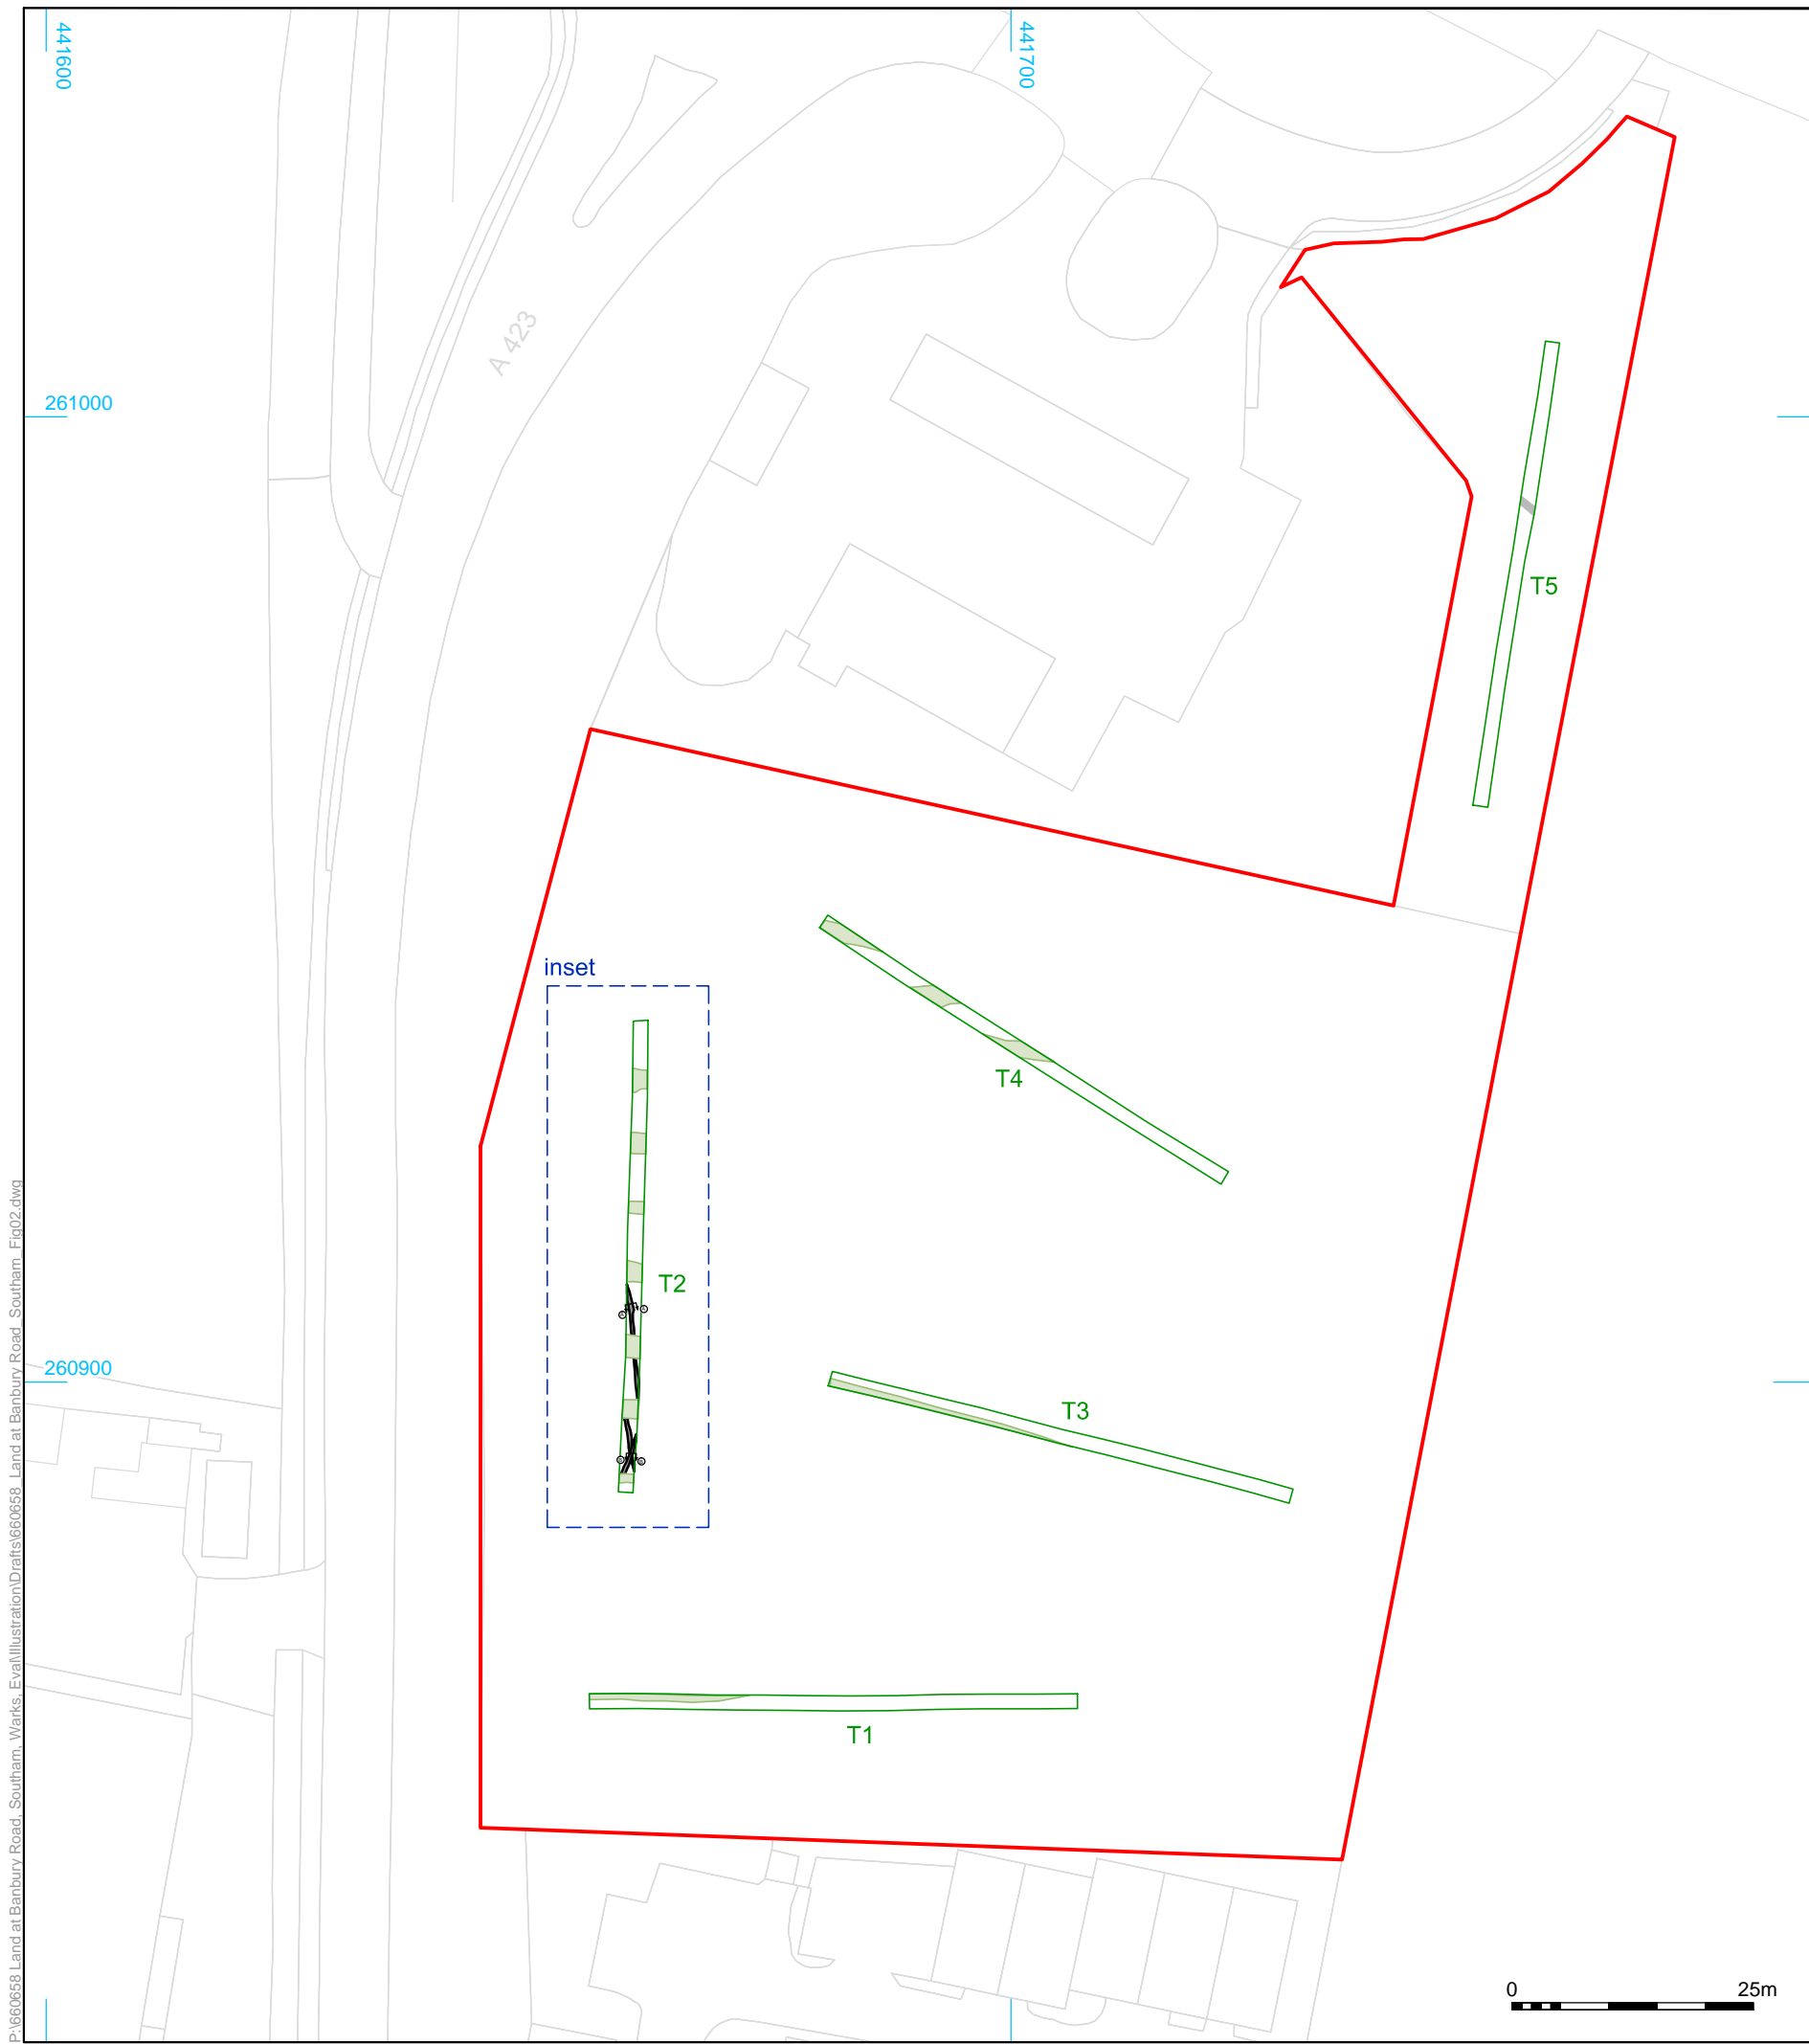 441600
441700
A 423
261000
T5
inset
T4
T2
260900
T3
T1
0 25m
P:\660658 Land at Banbury Road, Southam, Warks, Eval\Illustration\Drafts\660658_Land at Banbury Road_Southam_Fig02.dwg